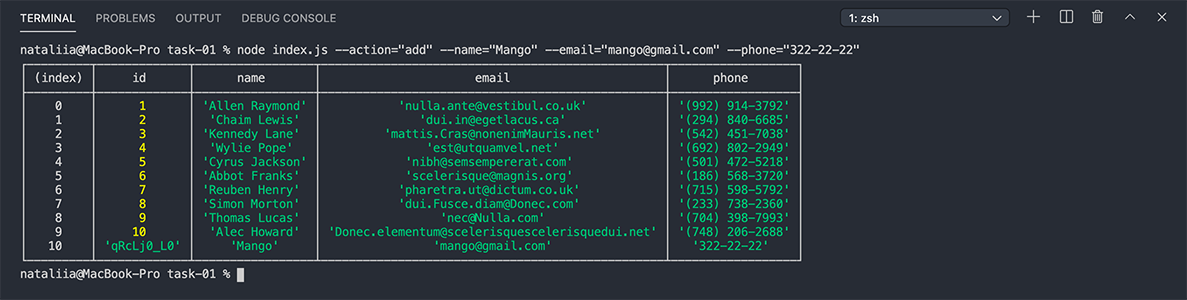 TERMINAL PROBLEMS OUTPUT DEBUG CONSOLE 1: zsh
nataliia@MacBook-Pro task-01 % node index.js --action="add" --name="Mango" --email="mango@gmail.com" --phone="322-22-22"
(index) id name email phone
0 1 'Allen Raymond' 'nulla.ante@vestibul.co.uk' '(992) 914-3792'
1 2 'Chaim Lewis' 'dui.in@egetlacus.ca' '(294) 840-6685'
2 3 'Kennedy Lane' 'mattis.Cras@nonenimMauris.net' '(542) 451-7038'
3 4 'Wylie Pope' 'est@utquamvel.net' '(692) 802-2949'
4 5 'Cyrus Jackson' 'nibh@semsempererat.com' '(501) 472-5218'
5 6 'Abbot Franks' 'scelerisque@magnis.org' '(186) 568-3720'
6 7 'Reuben Henry' 'pharetra.ut@dictum.co.uk' '(715) 598-5792'
7 8 'Simon Morton' 'dui.Fusce.diam@Donec.com' '(233) 738-2360'
8 9 'Thomas Lucas' 'nec@Nulla.com' '(704) 398-7993'
9 10 'Alec Howard' 'Donec.elementum@scelerisquescelerisquedui.net' '(748) 206-2688'
10 'qRcLj0_L0' 'Mango' 'mango@gmail.com' '322-22-22'
nataliia@MacBook-Pro task-01 %